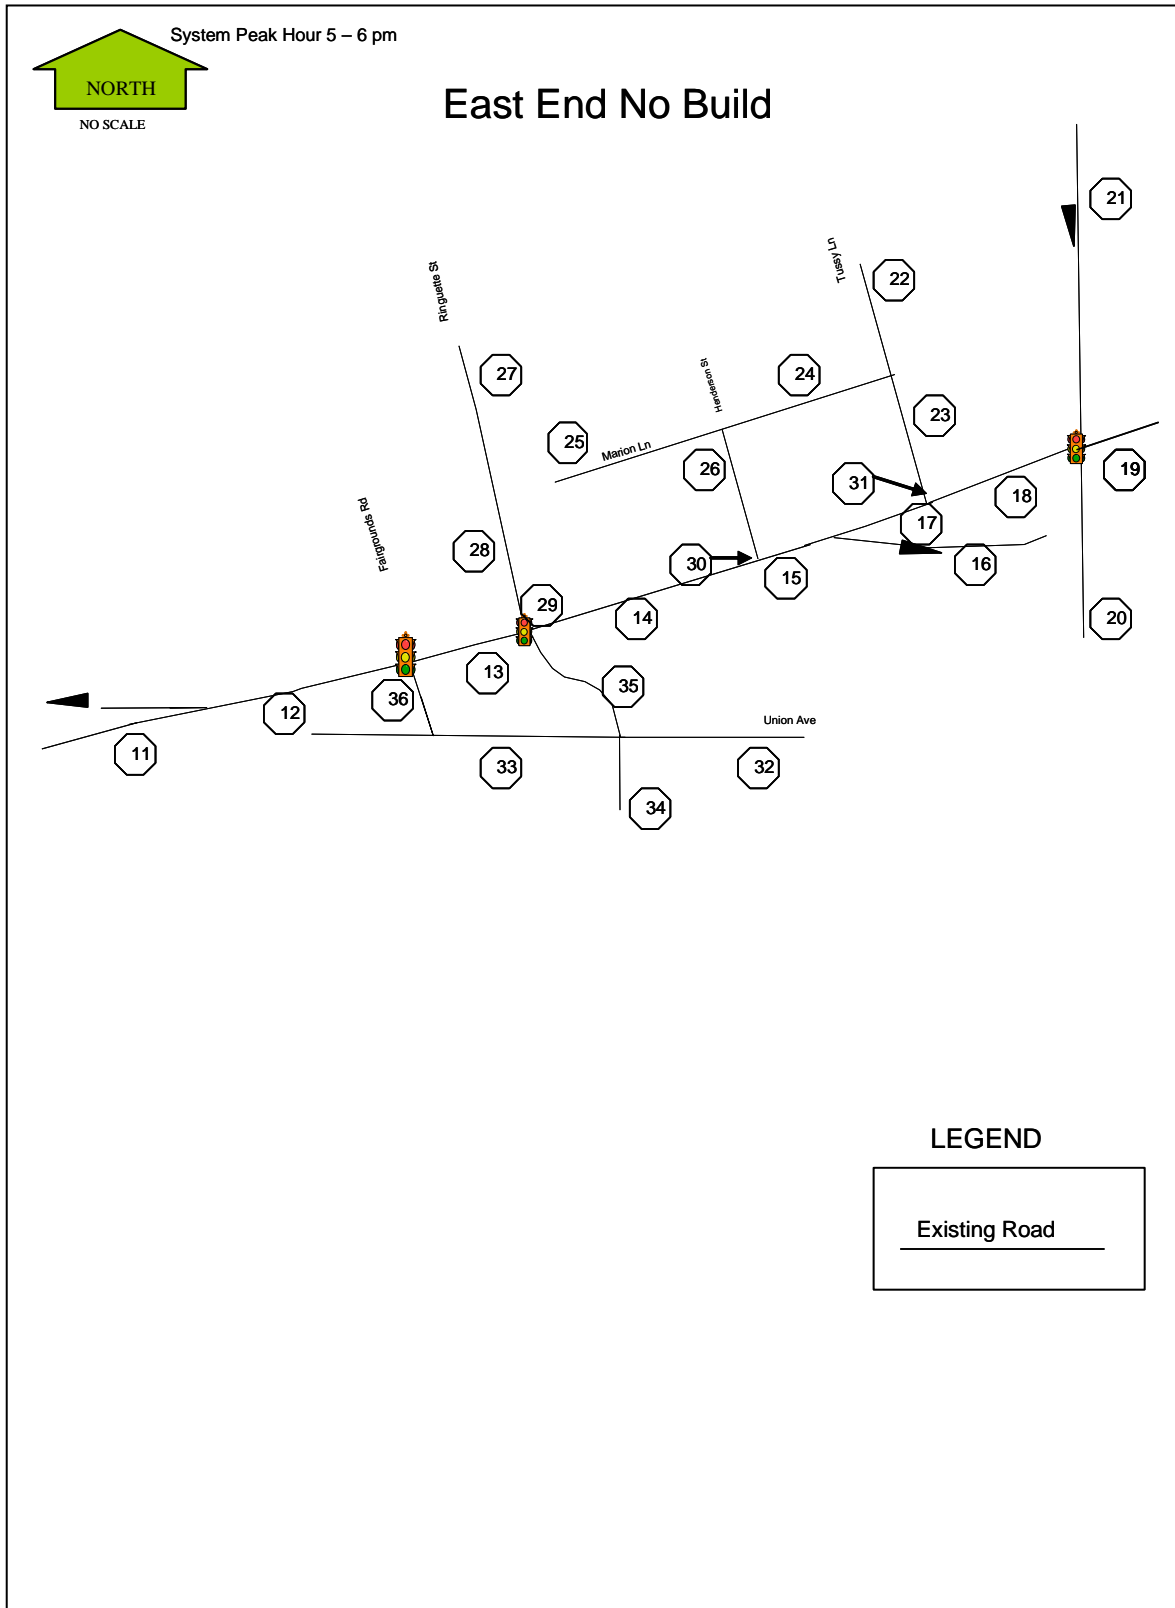 System Peak Hour 5 – 6 pm
NORTH
NO SCALE
East End No Build
21
Tussy Ln
22
Ringuette St
27
Henderson St
24
23
25
Marion Ln
26
19
31
18
17
Fairgrounds Rd
28
30
15
16
29
14
20
13
35
36
12
Union Ave
11
33
32
34
LEGEND
Existing Road